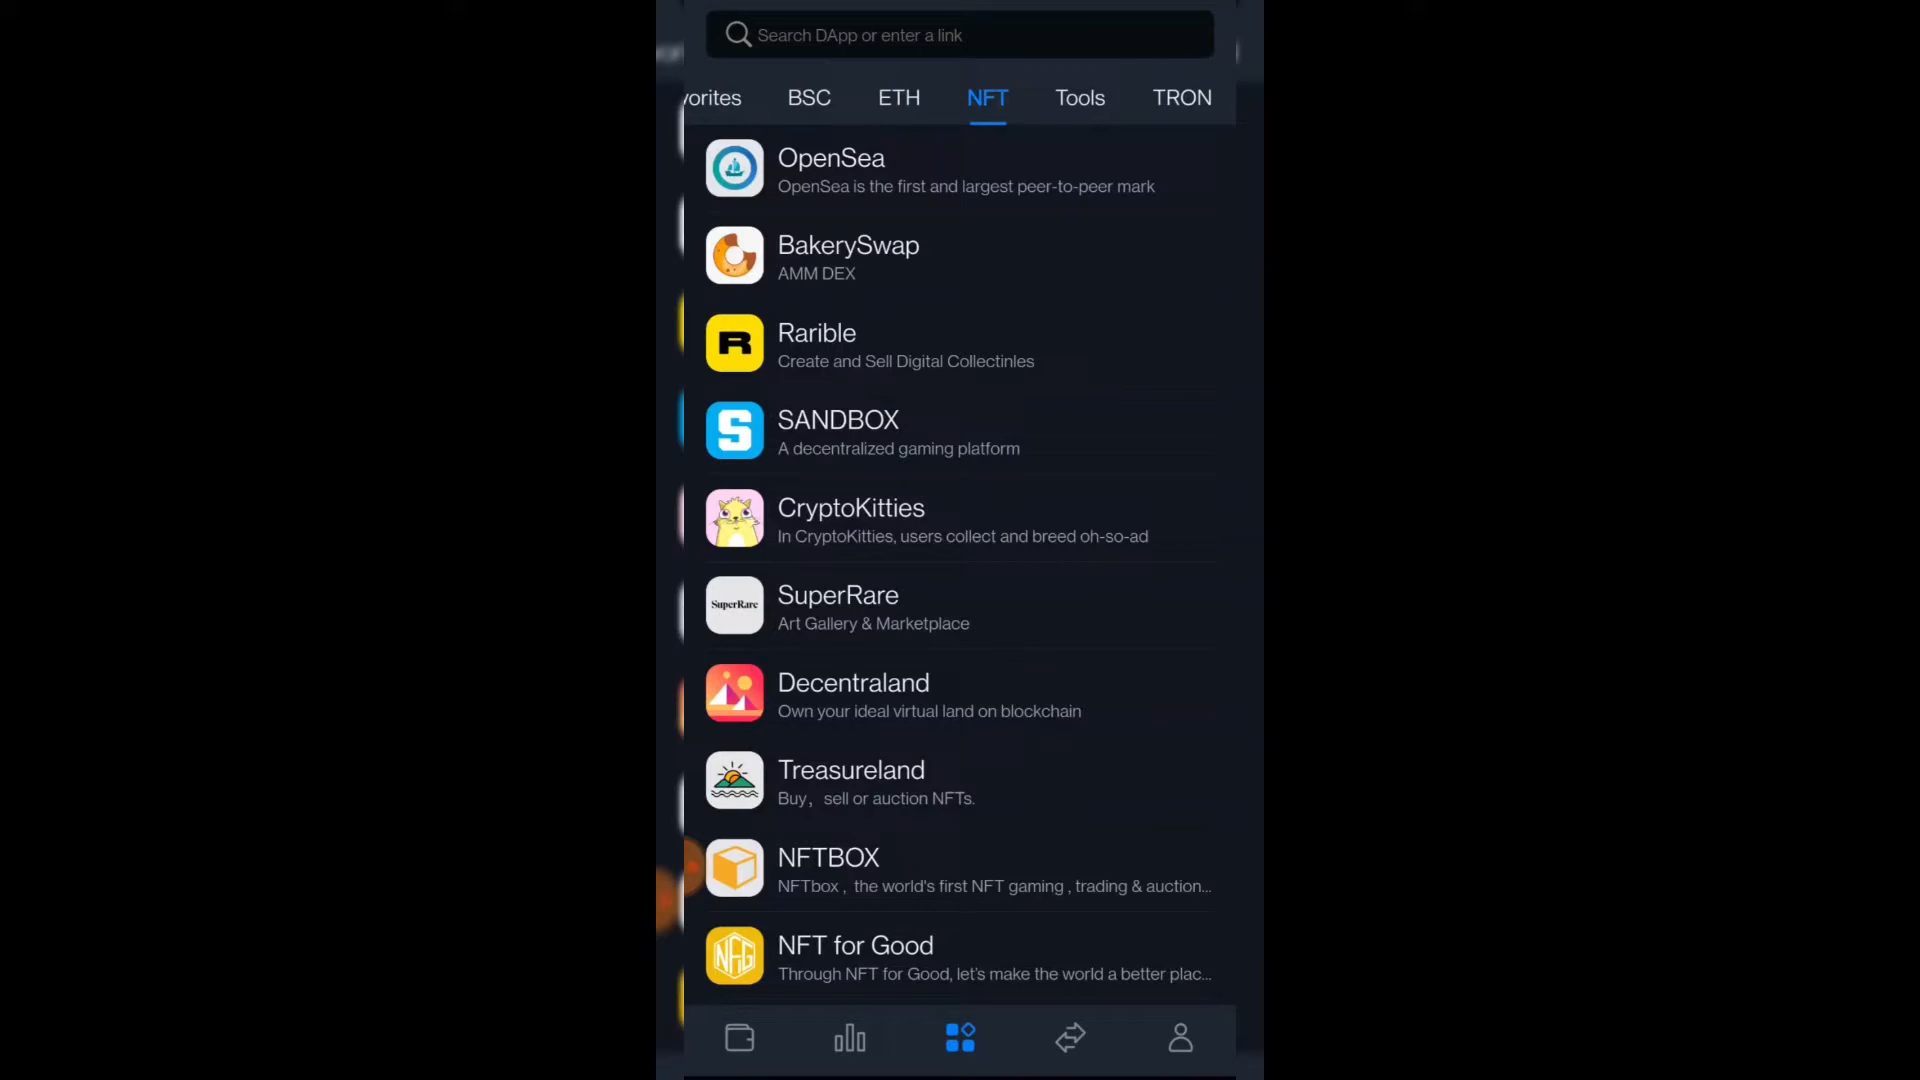 Search DApp or enter a link
vorites BSC ETH NFT Tools TRON
OpenSea
OpenSea is the first and largest peer-to-peer mark
BakerySwap
AMM DEX
R
Rarible
Create and Sell Digital Collectinles
S
SANDBOX
A decentralized gaming platform
CryptoKitties
In CryptoKitties, users collect and breed oh-so-ad
SuperRare
SuperRare
Art Gallery & Marketplace
Decentraland
Own your ideal virtual land on blockchain
Treasureland
Buy，sell or auction NFTs.
NFTBOX
NFTbox , the world's first NFT gaming , trading & auction...
NFG
NFT for Good
Through NFT for Good, let's make the world a better plac...